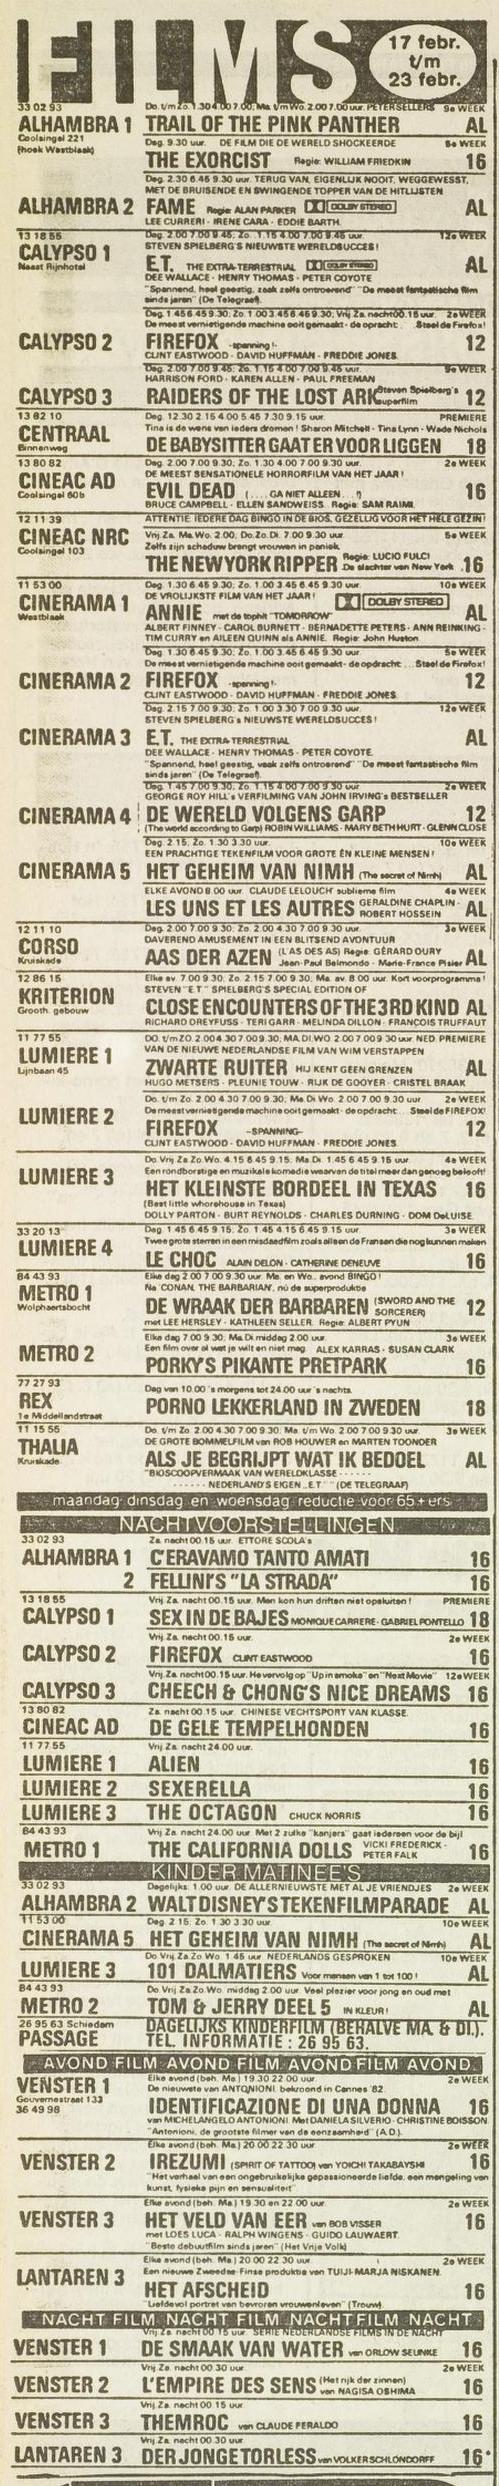 FILMS
17 febr.
t/m
23 febr.
33 02 93
Do. t/m Zo. 1.30 4.00 7.00; Ma. t/m Wo. 2.00 7.00 uur. PETER SELLERS 9e WEEK
ALHAMBRA 1 TRAIL OF THE PINK PANTHER AL
Coolsingel 221
(hoek Westblaak)
Dag. 9.30 uur. DE FILM DIE DE WERELD SHOCKEERDE 8e WEEK
THE EXORCIST Regie: WILLIAM FRIEDKIN 16
Dag. 2.30 6.45 9.30 uur. TERUG VAN, EIGENLIJK NOOIT, WEGGEWEEST,
MET DE BRUISENDE EN SWINGENDE TOPPER VAN DE HITLIJSTEN
ALHAMBRA 2 FAME Regie: ALAN PARKER DOLBY STEREO AL
LEE CURRERI - IRENE CARA - EDDIE BARTH.
13 18 55
Dag. 2.00 7.00 9.45; Zo. 1.15 4.00 7.00 9.45 uur. 12e WEEK
STEVEN SPIELBERG'S NIEUWSTE WERELDSUCCES!
CALYPSO 1 E.T. THE EXTRA-TERRESTRIAL DOLBY STEREO AL
Naast Rijnhotel
DEE WALLACE - HENRY THOMAS - PETER COYOTE
"Spannend, heel geestig, vaak zelfs ontroerend" "De meest fantastische film
sinds jaren" (De Telegraaf).
Dag. 1.45 6.45 9.30; Zo. 1.00 3.45 6.45 9.30; Vrij Za. nacht 00.15 uur. 2e WEEK
De meest vernietigende machine ooit gemaakt - de opdracht: . . Steel de Firefox!
CALYPSO 2 FIREFOX -spanning!- 12
CLINT EASTWOOD - DAVID HUFFMAN - FREDDIE JONES.
Dag. 2.00 7.00 9.45; Zo. 1.15 4.00 7.00 9.45 uur. 9e WEEK
HARRISON FORD - KAREN ALLEN - PAUL FREEMAN
CALYPSO 3 RAIDERS OF THE LOST ARK Steven Spielberg's superfilm 12
13 82 10
Dag. 12.30 2.15 4.00 5.45 7.30 9.15 uur. PREMIERE
CENTRAAL
Tina is de wens van ieders dromen! Sharon Mitchell - Tina Lynn - Wade Nichols
Binnenweg
DE BABYSITTER GAAT ER VOOR LIGGEN 18
13 80 82
Dag. 2.00 7.00 9.30; Zo. 1.30 4.00 7.00 9.30 uur. 2e WEEK
DE MEEST SENSATIONELE HORRORFILM VAN HET JAAR!
CINEAC AD EVIL DEAD (. . . . GA NIET ALLEEN . . . !) 16
Coolsingel 60b
BRUCE CAMPBELL - ELLEN SANDWEISS. Regie: SAM RAIMI.
12 11 39
ATTENTIE: IEDERE DAG BINGO IN DE BIOS, GEZELLIG VOOR HET HELE GEZIN!
CINEAC NRC
Vrij. Za. Ma. Wo. 2.00, Do. Zo. Di. 7.00 9.30 uur. 5e WEEK
Coolsingel 103
Zelfs zijn schaduw brengt vrouwen in paniek
THE NEW YORK RIPPER Regie: LUCIO FULCI De slachter van New York 16
11 53 00
Dag. 1.30 6.45 9.30; Zo. 1.00 3.45 6.45 9.30 uur. 10e WEEK
DE VROLIJKSTE FILM VAN HET JAAR! DOLBY STEREO
CINERAMA 1 ANNIE met de tophit "TOMORROW" AL
Westblaak
ALBERT FINNEY - CAROL BURNETT - BERNADETTE PETERS - ANN REINKING -
TIM CURRY en AILEEN QUINN als ANNIE. Regie: John Huston
Dag. 1.30 6.45 9.30; Zo. 1.00 3.45 6.45 9.30 uur. 5e WEEK
De meest vernietigende machine ooit gemaakt - de opdracht: . . . Steel de Firefox!
CINERAMA 2 FIREFOX -spanning!- 12
CLINT EASTWOOD - DAVID HUFFMAN - FREDDIE JONES
Dag. 2.15 7.00 9.30; Zo. 1.00 3.30 7.00 9.30 uur. 12e WEEK
STEVEN SPIELBERG's NIEUWSTE WERELDSUCCES!
CINERAMA 3 E.T. THE EXTRA-TERRESTRIAL AL
DEE WALLACE - HENRY THOMAS - PETER COYOTE.
"Spannend, heel geestig, vaak zelfs ontroerend" "De meest fantastische film
sinds jaren" (De Telegraaf).
Dag. 1.45 7.00 9.30; Zo. 1.00 3.45 7.00 9.30 uur. 2e WEEK
GEORGE ROY HILL's VERFILMING VAN JOHN IRVING's BESTSELLER
CINERAMA 4 DE WERELD VOLGENS GARP 12
(The world according to Garp) ROBIN WILLIAMS - MARY BETH HURT - GLENN CLOSE
Dag. 2.15; Zo. 1.30 3.30 uur. 10e WEEK
EEN PRACHTIGE TEKENFILM VOOR GROTE ÉN KLEINE MENSEN!
CINERAMA 5 HET GEHEIM VAN NIMH (The secret of Nimh) AL
ELKE AVOND 8.00 uur. CLAUDE LELOUCH' sublieme film 4e WEEK
LES UNS ET LES AUTRES GERALDINE CHAPLIN - ROBERT HOSSEIN AL
12 11 10
Dag. 2.00 7.00 9.30; Zo. 2.00 4.30 7.00 9.30 uur. 3e WEEK
CORSO
DAVEREND AMUSEMENT IN EEN BLITSEND AVONTUUR
Kruiskade
AAS DER AZEN (L'AS DES AS) Regie: GÉRARD OURY Jean-Paul Belmondo - Marie-France Pisier AL
12 86 15
Elke av. 7.00 9.30; Zo. 2.15 7.00 9.30; Ma. av. 8.00 uur. Kort voorprogramma!
KRITERION
STEVEN "E.T." SPIELBERG'S SPECIAL EDITION OF
Grooth. gebouw
CLOSE ENCOUNTERS OF THE 3RD KIND AL
RICHARD DREYFUSS - TERI GARR - MELINDA DILLON - FRANÇOIS TRUFFAUT
11 77 55
DO. t/m ZO. 2.00 4.30 7.00 9.30; MA. DI. WO. 2.00 7.00 9.30 uur. NED. PREMIERE
LUMIERE 1
VAN DE NIEUWE NEDERLANDSE FILM VAN WIM VERSTAPPEN
Lijnbaan 45
ZWARTE RUITER HIJ KENT GEEN GRENZEN AL
HUGO METSERS - PLEUNIE TOUW - RIJK DE GOOYER - CRISTEL BRAAK
Do. t/m Zo. 2.00 4.30 7.00 9.30; Ma. Di. Wo. 2.00 7.00 9.30 uur. 2e WEEK
De meest vernietigende machine ooit gemaakt - de opdracht: . . Steel de FIREFOX!
LUMIERE 2 FIREFOX -SPANNING- 12
CLINT EASTWOOD - DAVID HUFFMAN - FREDDIE JONES.
Do. Vrij. Za. Zo. Wo. 4.15 8.45 9.15; Ma. Di. 1.45 6.45 9.15 uur. 4e WEEK
Een rondborstige en muzikale komedie waarvan de titel meer dan genoeg belooft!
LUMIERE 3 HET KLEINSTE BORDEEL IN TEXAS 16
(Best little whorehouse in Texas)
DOLLY PARTON - BURT REYNOLDS - CHARLES DURNING - DOM DeLUISE.
33 20 13
Dag. 1.45 6.45 9.15; Zo. 1.45 4.15 6.45 9.15 uur. 3e WEEK
LUMIERE 4
Twee grote sterren in een misdaadfilm zoals alleen de Fransen die nog kunnen maken
LE CHOC ALAIN DELON - CATHERINE DENEUVE 16
84 43 93
Elke dag 2.00 7.00 9.30 uur. Ma. en Wo. avond BINGO!
METRO 1
Na 'CONAN, THE BARBARIAN', nú de superproduktie
Wolphaertsbocht
DE WRAAK DER BARBAREN (SWORD AND THE SORCERER) 12
met LEE HERSLEY - KATHLEEN SELLER. Regie: ALBERT PYUN
Elke dag 7.00 9.30; Ma. Di. middag 2.00 uur. 3e WEEK
Een film over al wat je wilt en niet mag. ALEX KARRAS - SUSAN CLARK
METRO 2 PORKY'S PIKANTE PRETPARK 16
77 27 93
REX
Dag van 10.00 's morgens tot 24.00 uur 's nachts.
1e Middellandstraat
PORNO LEKKERLAND IN ZWEDEN 18
11 15 55
Do. t/m Zo. 2.00 4.30 7.00 9.30; Ma. t/m Wo. 2.00 7.00 9.30 uur. 3e WEEK
THALIA
DE GROTE BOMMELFILM van ROB HOUWER en MARTEN TOONDER
Kruiskade
ALS JE BEGRIJPT WAT IK BEDOEL AL
"BIOSCOOPVERMAAK VAN WERELDKLASSE - - - - - -
- - - - - - NEDERLAND'S EIGEN ,,E.T." (DE TELEGRAAF)
maandag- dinsdag en woensdag reductie voor 65+ers
NACHTVOORSTELLINGEN
33 02 93
Za. nacht 00.15 uur. ETTORE SCOLA's
ALHAMBRA 1 C'ERAVAMO TANTO AMATI 16
2 FELLINI'S "LA STRADA" 16
13 18 55
Vrij. Za. nacht 00.15 uur. Men kon hun driften niet opsluiten! PREMIERE
CALYPSO 1 SEX IN DE BAJES MONIQUE CARRERE - GABRIEL PONTELLO 18
Vrij. Za. nacht 00.15 uur. 2e WEEK
CALYPSO 2 FIREFOX CLINT EASTWOOD 16
Vrij. Za. nacht 00.15 uur. He vervolg op "Up in smoke" en "Next Movie" 12e WEEK
CALYPSO 3 CHEECH & CHONG'S NICE DREAMS 16
13 80 82
Za. nacht 00.15 uur. CHINESE VECHTSPORT VAN KLASSE.
CINEAC AD DE GELE TEMPELHONDEN 16
11 77 55
Vrij. Za. nacht 24.00 uur.
LUMIERE 1 ALIEN 16
LUMIERE 2 SEXERELLA 16
LUMIERE 3 THE OCTAGON CHUCK NORRIS 16
84 43 93
Vrij. Za. nacht 24.00 uur. Met 2 zulke "kanjers" gaat iedereen voor de bijl
METRO 1 THE CALIFORNIA DOLLS VICKI FREDERICK - PETER FALK 16
KINDER MATINEE'S
33 02 93
Dagelijks: 1.00 uur. DE ALLERNIEUWSTE MET AL JE VRIENDJES 2e WEEK
ALHAMBRA 2 WALT DISNEY'S TEKENFILMPARADE AL
11 53 00
Dag. 2.15; Zo. 1.30 3.30 uur 10e WEEK
CINERAMA 5 HET GEHEIM VAN NIMH (The secret of Nimh) AL
Do. Vrij. Za. Zo. Wo. 1.45 uur. NEDERLANDS GESPROKEN 10e WEEK
LUMIERE 3 101 DALMATIERS Voor mensen van 1 tot 100! AL
84 43 93
Do. Vrij. Za. Zo. Wo. middag 2.00 uur. Veel plezier voor jong en oud met
METRO 2 TOM & JERRY DEEL 5 IN KLEUR! AL
26 95 63 Schiedam
DAGELIJKS KINDERFILM (BEHALVE MA. & DI.).
PASSAGE TEL. INFORMATIE : 26 95 63.
AVOND FILM AVOND FILM AVOND FILM AVOND
Elke avond (beh. Ma.) 19.30 22.00 uur. 2e WEEK
VENSTER 1
De nieuwste van ANTONIONI, bekroond in Cannes '82.
Gouvernestraat 133
36 49 98
IDENTIFICAZIONE DI UNA DONNA 16
van MICHELANGELO ANTONIONI. Met DANIELA SILVERIO - CHRISTINE BOISSON.
"Antonioni, de grootste filmer van de eenzaamheid" (A.D.).
Elke avond (beh. Ma.) 20.00 22.30 uur 2e WEEK
VENSTER 2 IREZUMI (SPIRIT OF TATTOO) van YOICHI TAKABAYSHI 16
"Het verhaal van een ongebruikelijke gepassioneerde liefde, een mengeling van
kunst, fysieke pijn en sensualiteit"
Elke avond (beh. Ma.) 19.30 en 22.00 uur. 2e WEEK
VENSTER 3 HET VELD VAN EER van BOB VISSER 16
met LOES LUCA - RALPH WINGENS - GUIDO LAUWAERT.
"Beste debuutfilm sinds jaren" (Het Vrije Volk)
Elke avond (beh. Ma.) 20.00 22.30 uur. 2e WEEK
LANTAREN 3
Een nieuwe Zweedse-Finse produktie van TUIJI-MARJA NISKANEN.
HET AFSCHEID 16
"Liefdevol portret van bevroren vrouwenleven" (Trouw).
NACHT FILM NACHT FILM NACHT FILM NACHT
Vrij. Za. nacht 00.15 uur. SERIE NEDERLANDSE FILMS IN DE NACHT
VENSTER 1 DE SMAAK VAN WATER van ORLOW SEUNKE 16
Vrij. Za. nacht 00.30 uur. 2e WEEK
VENSTER 2 L'EMPIRE DES SENS (Het rijk der zinnen) van NAGISA OSHIMA 16
Vrij. Za. nacht 00.15 uur.
VENSTER 3 THEMROC van CLAUDE FERALDO 16
Vrij. Za. nacht 00.30 uur.
LANTAREN 3 DER JONGE TORLESS van VOLKER SCHLONDORFF 16